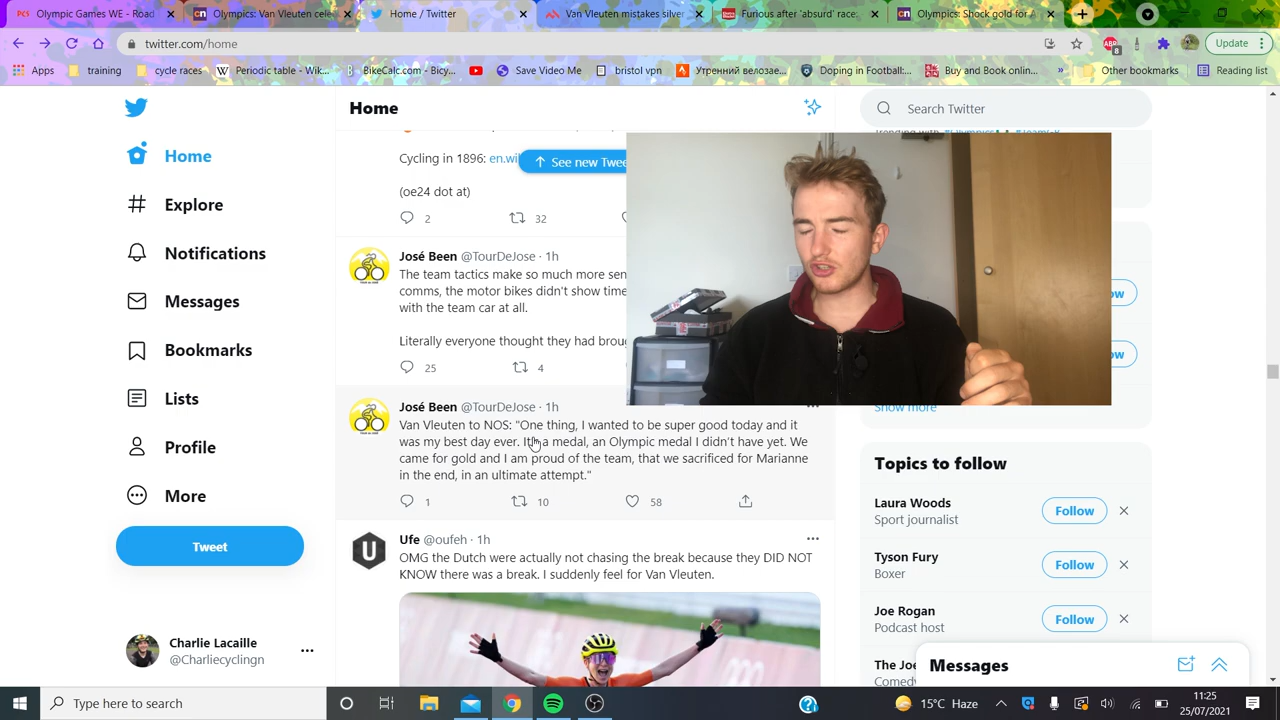 Olympic Games WE - Road
Olympics: Van Vleuten cele
Home / Twitter
Van Vleuten mistakes silver
Furious after 'absurd' race:
Olympics: Shock gold for A
twitter.com/home
Update
Apps
training
cycle races
Periodic table - Wik...
BikeCalc.com - Bicy...
Save Video Me
bristol vpn
Утренний велозае...
Doping in Football:...
Buy and Book onlin...
Other bookmarks
Reading list
Home
Search Twitter
Home
Explore
Notifications
Messages
Bookmarks
Lists
Profile
More
Tweet
Charlie Lacaille
@Charliecyclingn
Cycling in 1896: en.wi
See new Twee
(oe24 dot at)
2 32
José Been @TourDeJose · 1h
The team tactics make so much more sen
comms, the motor bikes didn't show time
with the team car at all.
Literally everyone thought they had broug
25 4
José Been @TourDeJose · 1h
Van Vleuten to NOS: "One thing, I wanted to be super good today and it
was my best day ever. It's a medal, an Olympic medal I didn't have yet. We
came for gold and I am proud of the team, that we sacrificed for Marianne
in the end, in an ultimate attempt."
1 10 58
Ufe @oufeh · 1h
OMG the Dutch were actually not chasing the break because they DID NOT
KNOW there was a break. I suddenly feel for Van Vleuten.
ow
ow
Show more
Topics to follow
Laura Woods
Sport journalist
Follow
Tyson Fury
Boxer
Follow
Joe Rogan
Podcast host
Follow
The Joe
Comedy
Messages
Type here to search
15°C Haze
11:25
25/07/2021